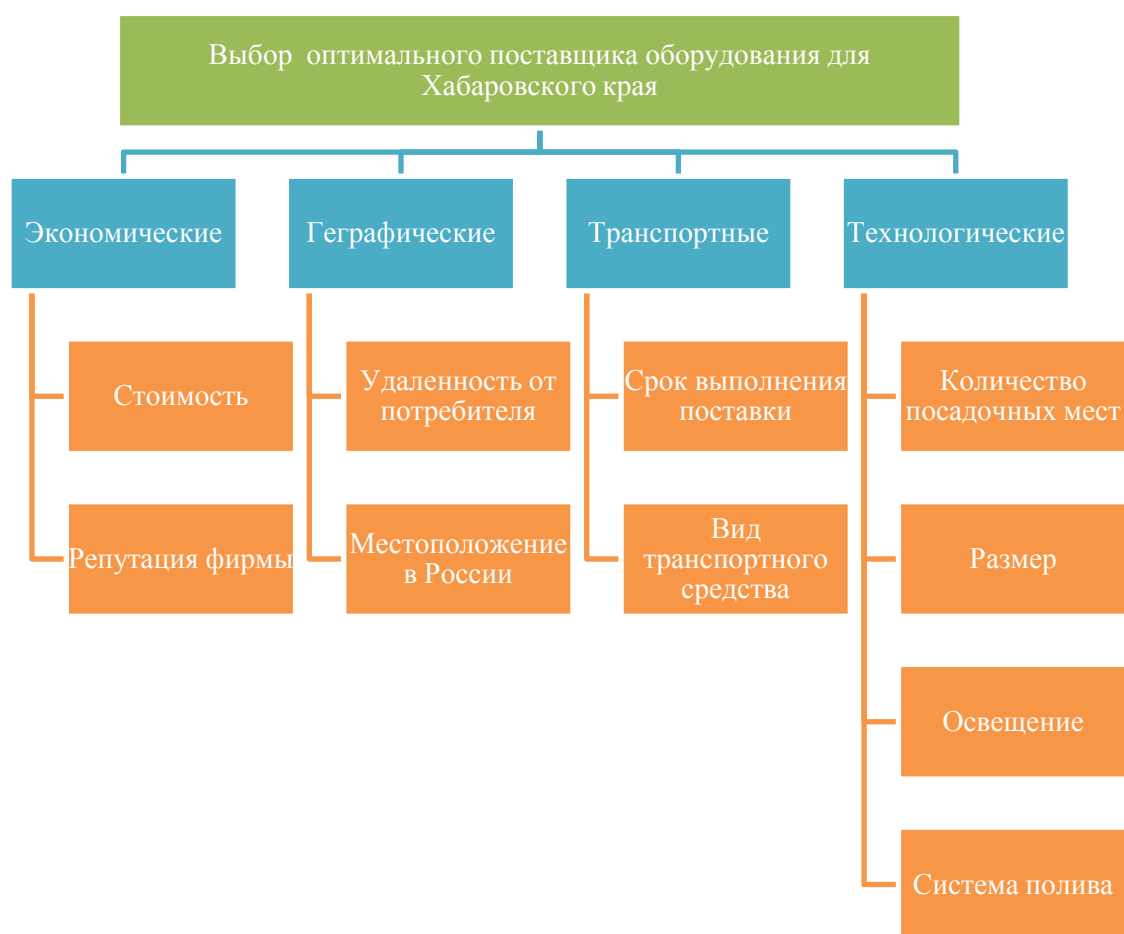 Выбор оптимального поставщика оборудования для
Хабаровского края
Экономические
Геграфические
Транспортные
Технологические
Стоимость
Удаленность от
потребителя
Срок выполнения
поставки
Количество
посадочных мест
Репутация фирмы
Местоположение
в России
Вид
транспортного
средства
Размер
Освещение
Система полива